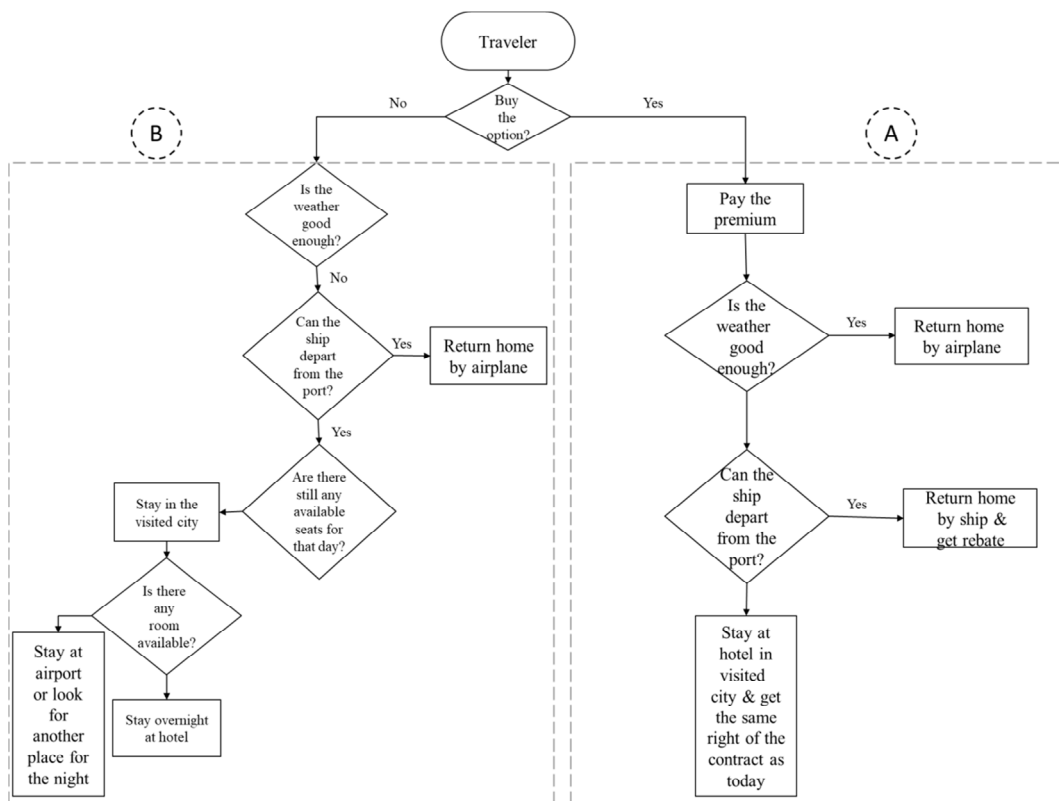 Traveler
Buy
the
option?
No
Yes
B
A
Is the
weather
good
enough?
No
Can the
ship
depart
from the
port?
Yes
Return home
by airplane
Yes
Are there
still any
available
seats for
that day?
Stay in the
visited city
Is there
any
room
available?
Stay at
airport
or look
for
another
place for
the night
Stay overnight
at hotel
Pay the
premium
Is the
weather
good
enough?
Yes
Return home
by airplane
Can the
ship
depart
from the
port?
Yes
Return home
by ship &
get rebate
Stay at
hotel in
visited
city & get
the same
right of the
contract as
today